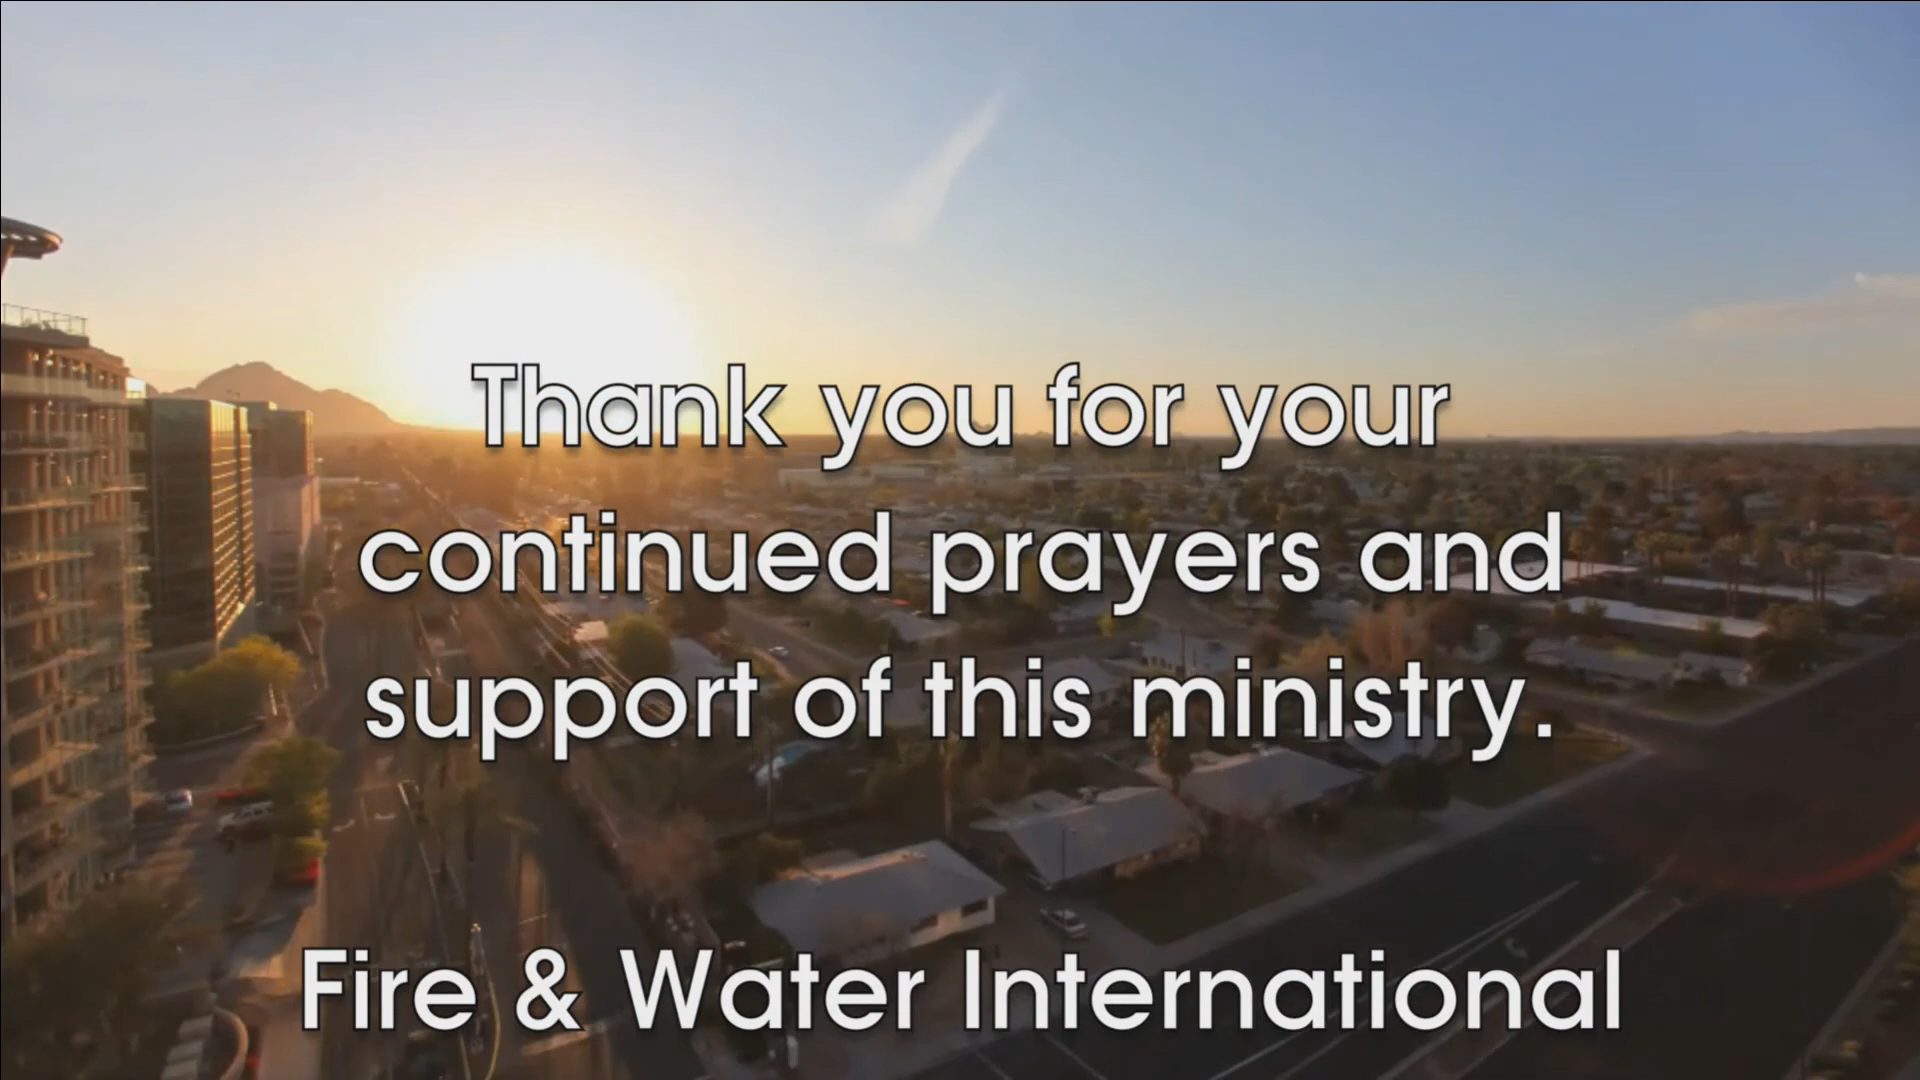 Thank you for your
continued prayers and
support of this ministry.
Fire & Water International